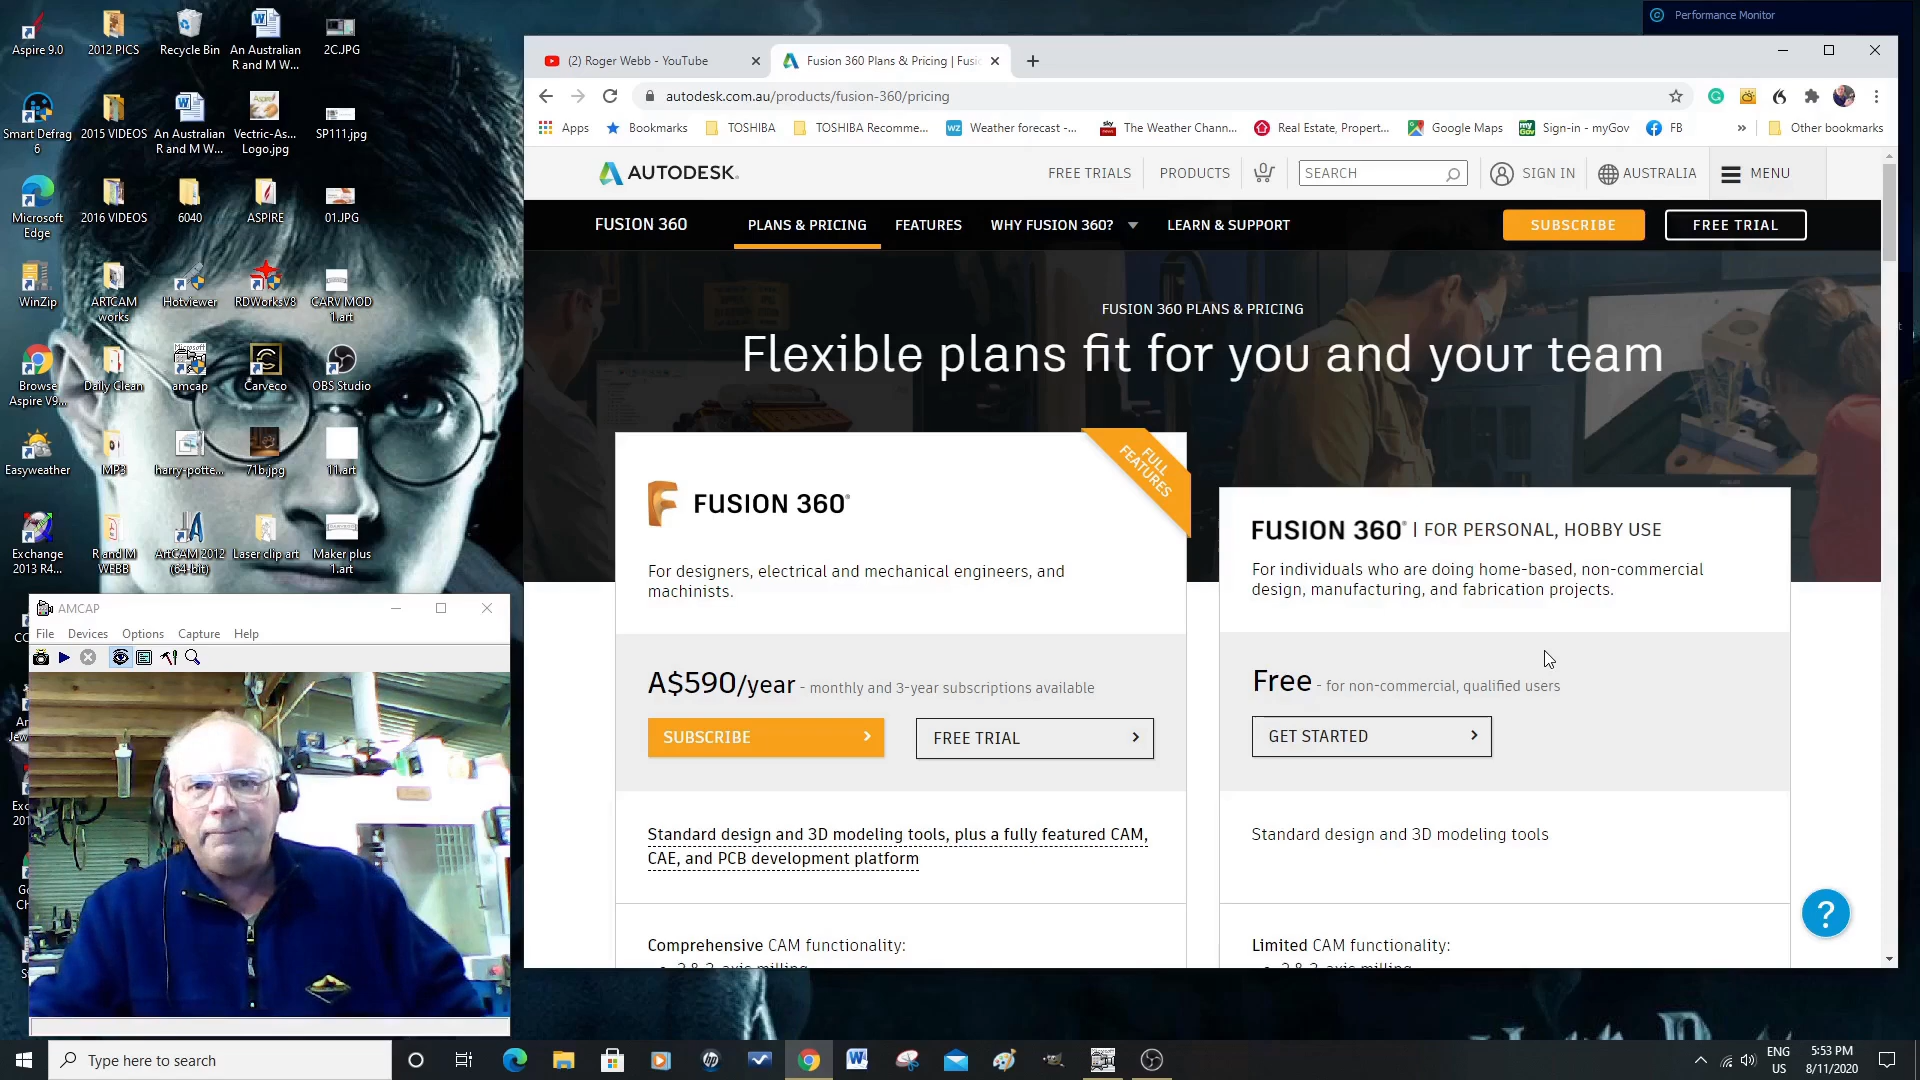 Performance Monitor
Aspire 9.0
2012 PICS
Recycle Bin
An Australian
R and M W...
2C.JPG
Smart Defrag
6
2015 VIDEOS
An Australian
R and M W...
Vectric-As...
Logo.jpg
SP111.jpg
Microsoft
Edge
2016 VIDEOS
6040
ASPIRE
01.JPG
WinZip
ARTCAM
works
Hotviewer
RDWorksV8
CARV MOD
1.art
Browse
Aspire V9...
Daily Clean
amcap
Carveco
OBS Studio
Easyweather
MP3
harry-potte...
71b.jpg
11.art
Exchange
2013 R4...
R and M
WEBB
ArtCAM 2012
(64-bit)
Laser clip art
Maker plus
1.art
AMCAP
File Devices Options Capture Help
(2) Roger Webb - YouTube
Fusion 360 Plans & Pricing | Fusi
autodesk.com.au/products/fusion-360/pricing
Apps Bookmarks TOSHIBA TOSHIBA Recomme... Weather forecast -... The Weather Chann... Real Estate, Propert... Google Maps Sign-in - myGov FB » Other bookmarks
AUTODESK.
FREE TRIALS PRODUCTS 0 SEARCH SIGN IN AUSTRALIA MENU
FUSION 360 PLANS & PRICING FEATURES WHY FUSION 360? LEARN & SUPPORT SUBSCRIBE FREE TRIAL
FUSION 360 PLANS & PRICING
Flexible plans fit for you and your team
FULL
FEATURES
FUSION 360®
For designers, electrical and mechanical engineers, and
machinists.
A$590/year - monthly and 3-year subscriptions available
SUBSCRIBE
FREE TRIAL
Standard design and 3D modeling tools, plus a fully featured CAM,
CAE, and PCB development platform
Comprehensive CAM functionality:
FUSION 360® | FOR PERSONAL, HOBBY USE
For individuals who are doing home-based, non-commercial
design, manufacturing, and fabrication projects.
Free - for non-commercial, qualified users
GET STARTED
Standard design and 3D modeling tools
Limited CAM functionality:
?
Type here to search
ENG
US
5:53 PM
8/11/2020